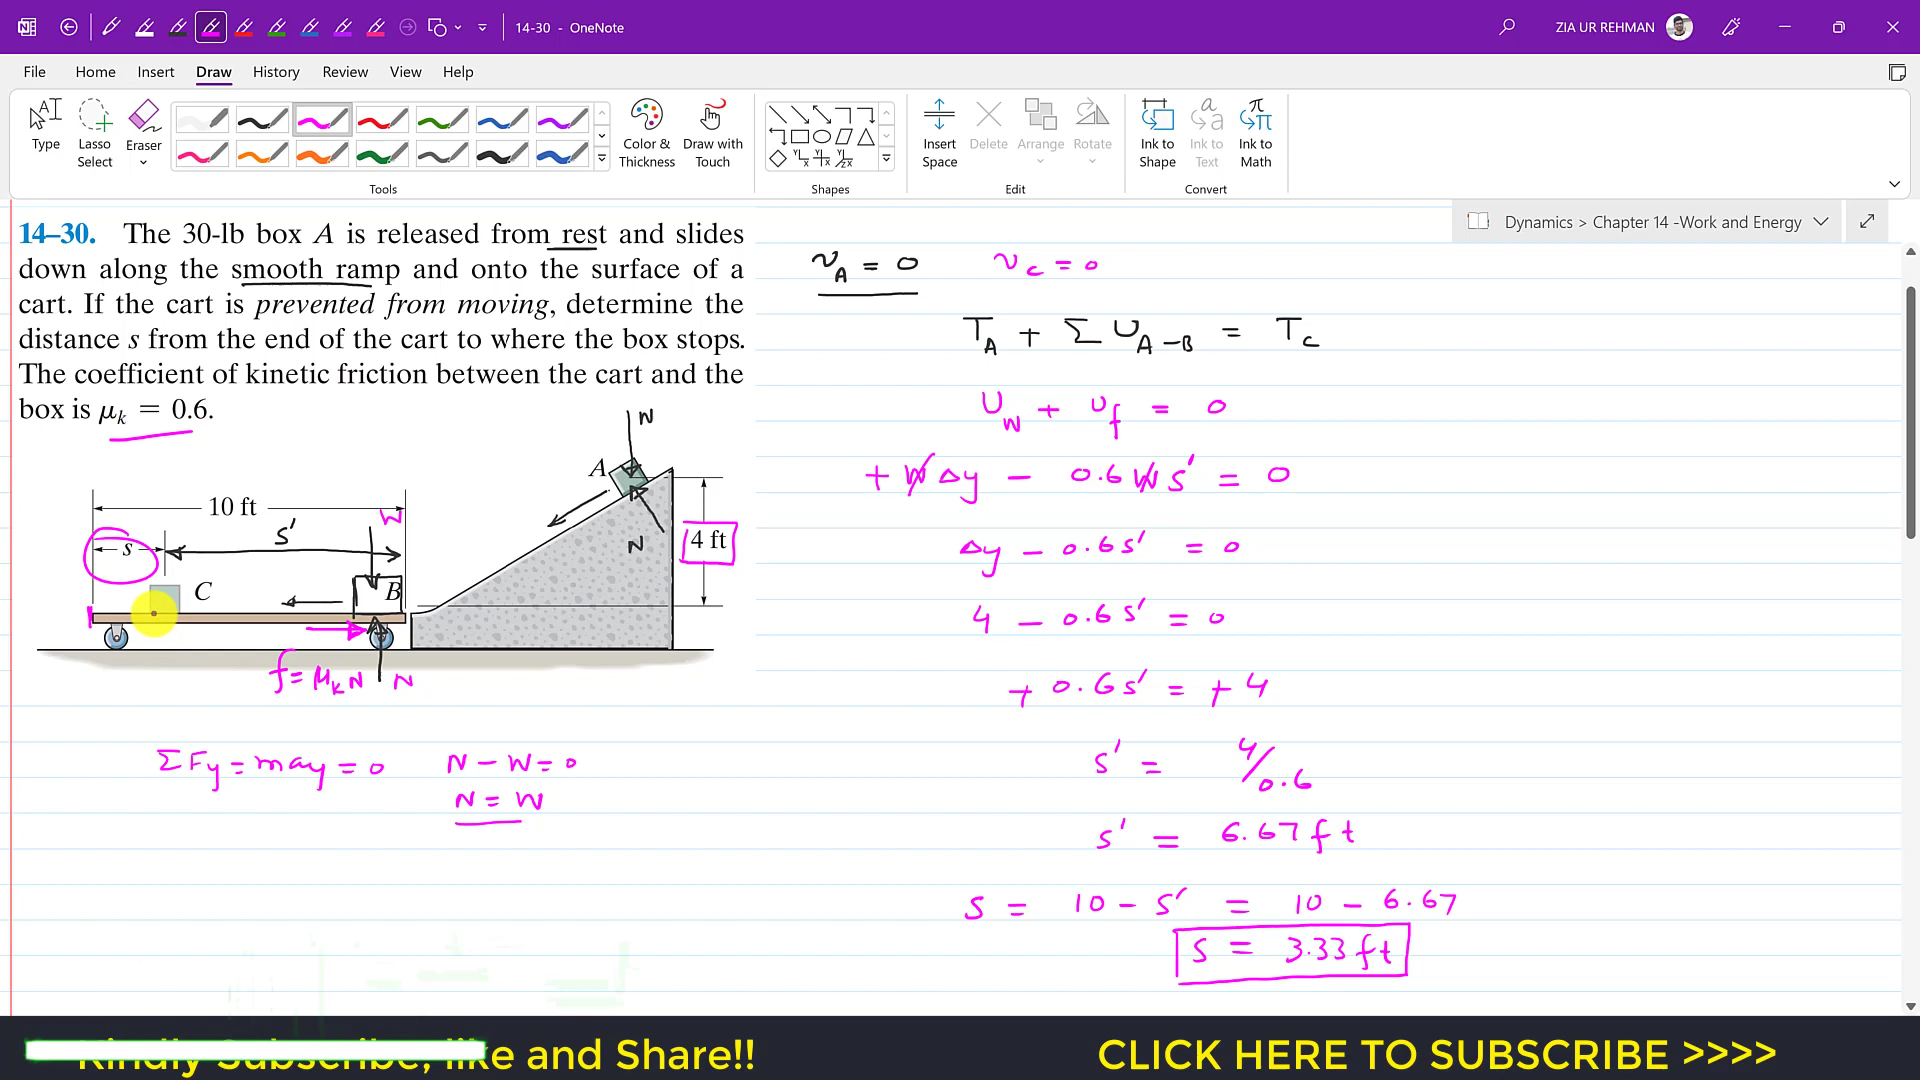 14-30 - OneNote
ZIA UR REHMAN
File Home Insert Draw History Review View Help
Type
Lasso Select
Eraser
Color & Thickness
Draw with Touch
Insert Space
Delete
Arrange
Rotate
Ink to Shape
Ink to Text
Ink to Math
Tools
Shapes
Edit
Convert
Dynamics > Chapter 14 -Work and Energy
14–30. The 30-lb box A is released from rest and slides
down along the smooth ramp and onto the surface of a
cart. If the cart is prevented from moving, determine the
distance s from the end of the cart to where the box stops.
The coefficient of kinetic friction between the cart and the
box is μk = 0.6.
N
A
10 ft
W
s'
s
N
4 ft
C
B
f = μk N
N
ΣFy = may = 0
N - W = 0
N = W
vA = 0
vC = 0
TA + Σ UA-B = TC
UW + Uf = 0
+ W Δy - 0.6 W s' = 0
Δy - 0.6 s' = 0
4 - 0.6 s' = 0
+ 0.6 s' = + 4
s' = 4/0.6
s' = 6.67 ft
s = 10 - s' = 10 - 6.67
s = 3.33 ft
like and Share!!
CLICK HERE TO SUBSCRIBE >>>>